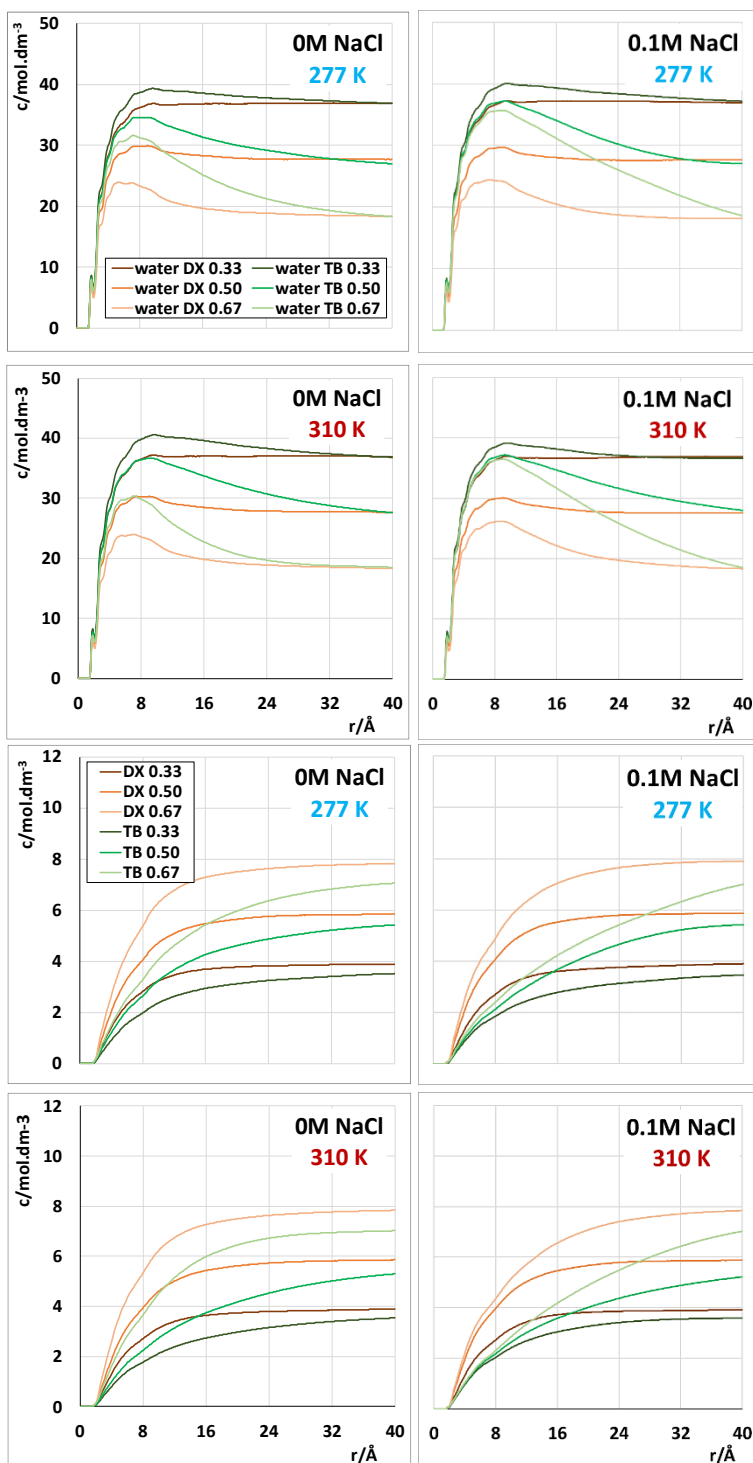 c/mol.dm-3
50
40
30
20
10
0
0M NaCl
277 K
water DX 0.33 water TB 0.33
water DX 0.50 water TB 0.50
water DX 0.67 water TB 0.67
0.1M NaCl
277 K
c/mol.dm-3
50
40
30
20
10
0
0M NaCl
310 K
0 8 16 24 32 40
r/Å
0.1M NaCl
310 K
0 8 16 24 32 40
r/Å
c/mol.dm-3
12
10
8
6
4
2
0
DX 0.33
DX 0.50
DX 0.67
TB 0.33
TB 0.50
TB 0.67
0M NaCl
277 K
0.1M NaCl
277 K
c/mol.dm-3
12
10
8
6
4
2
0
0M NaCl
310 K
0 8 16 24 32 40
r/Å
0.1M NaCl
310 K
0 8 16 24 32 40
r/Å